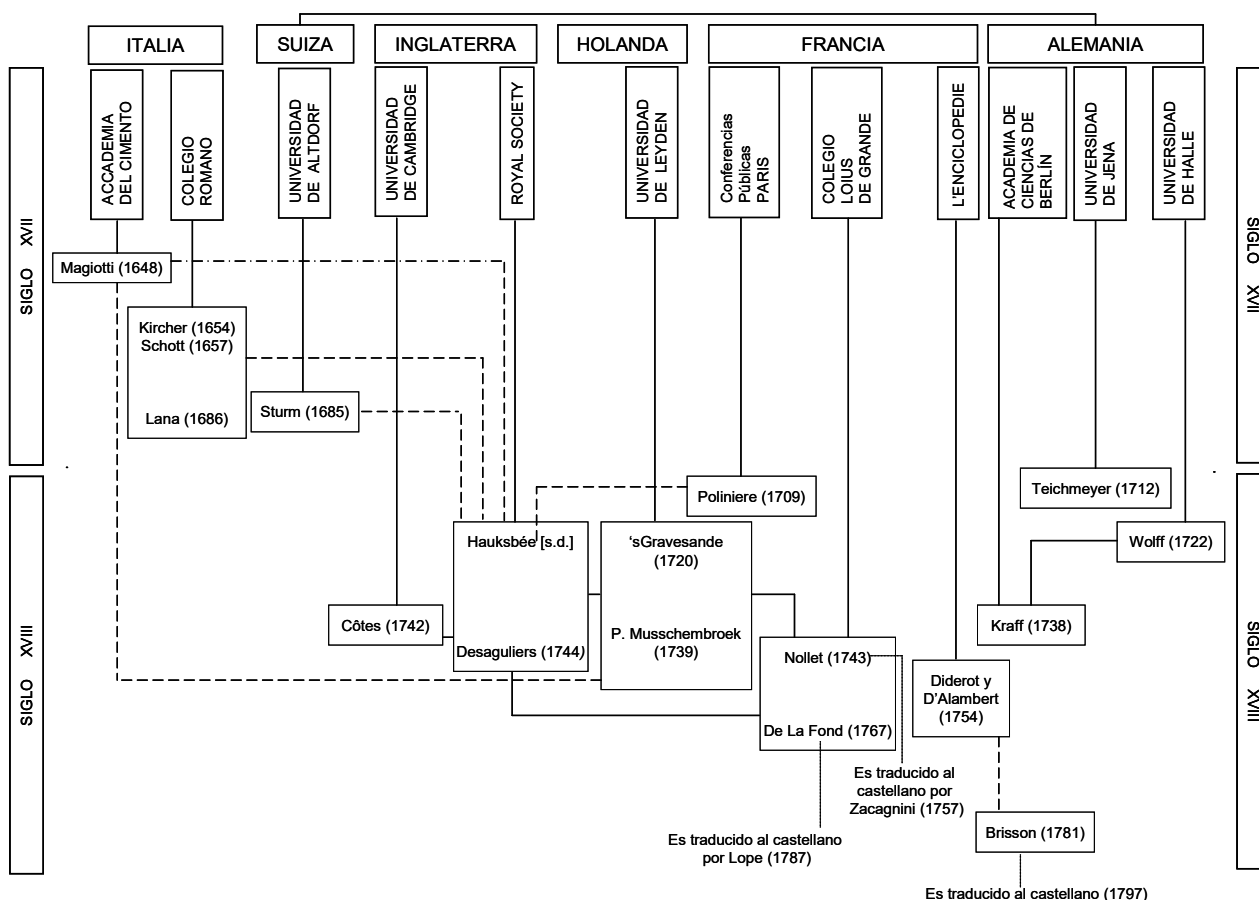 ITALIA
SUIZA
INGLATERRA
HOLANDA
FRANCIA
ALEMANIA
ACCADEMIA
DEL CIMENTO
COLEGIO
ROMANO
UNIVERSIDAD
DE ALTDORF
UNIVERSIDAD
DE CAMBRIDGE
ROYAL SOCIETY
UNIVERSIDAD
DE LEYDEN
Conferencias
Públicas
PARIS
COLEGIO
LOIUS
DE GRANDE
L'ENCICLOPEDIE
ACADEMIA DE
CIENCIAS DE
BERLÍN
UNIVERSIDAD
DE JENA
UNIVERSIDAD
DE HALLE
SIGLO XVII
SIGLO XVII
Magiotti (1648)
Kircher (1654)
Schott (1657)
Lana (1686)
Sturm (1685)
Poliniere (1709)
Teichmeyer (1712)
SIGLO XVIII
SIGLO XVIII
Hauksbée [s.d.]
‘sGravesande
(1720)
Wolff (1722)
Côtes (1742)
Desaguliers (1744)
P. Musschembroek
(1739)
Kraff (1738)
Nollet (1743)
De La Fond (1767)
Diderot y
D’Alambert
(1754)
Es traducido al
castellano por
Zacagnini (1757)
Es traducido al castellano
por Lope (1787)
Brisson (1781)
Es traducido al castellano (1797)